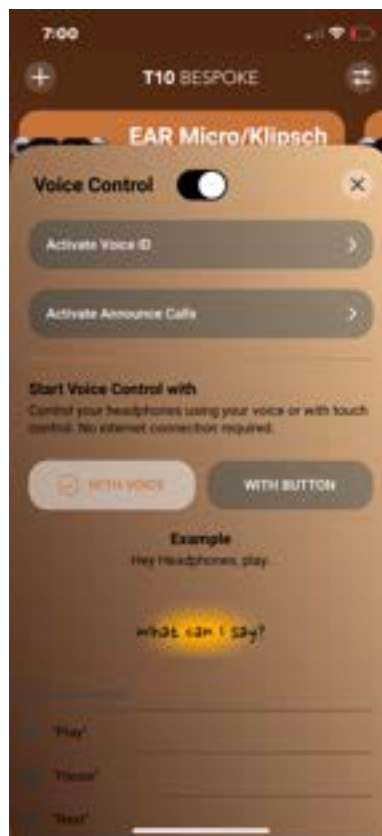 7:00
T10 BESPOKE
EAR Micro/Klipsch
Voice Control
Activate Voice ID
Activate Announce Calls
Start Voice Control with
Control your headphones using your voice or with touch
control. No internet connection required.
WITH VOICE
WITH BUTTON
Example
Hey Headphones, play
What can I say?
"Play"
"Pause"
"Next"